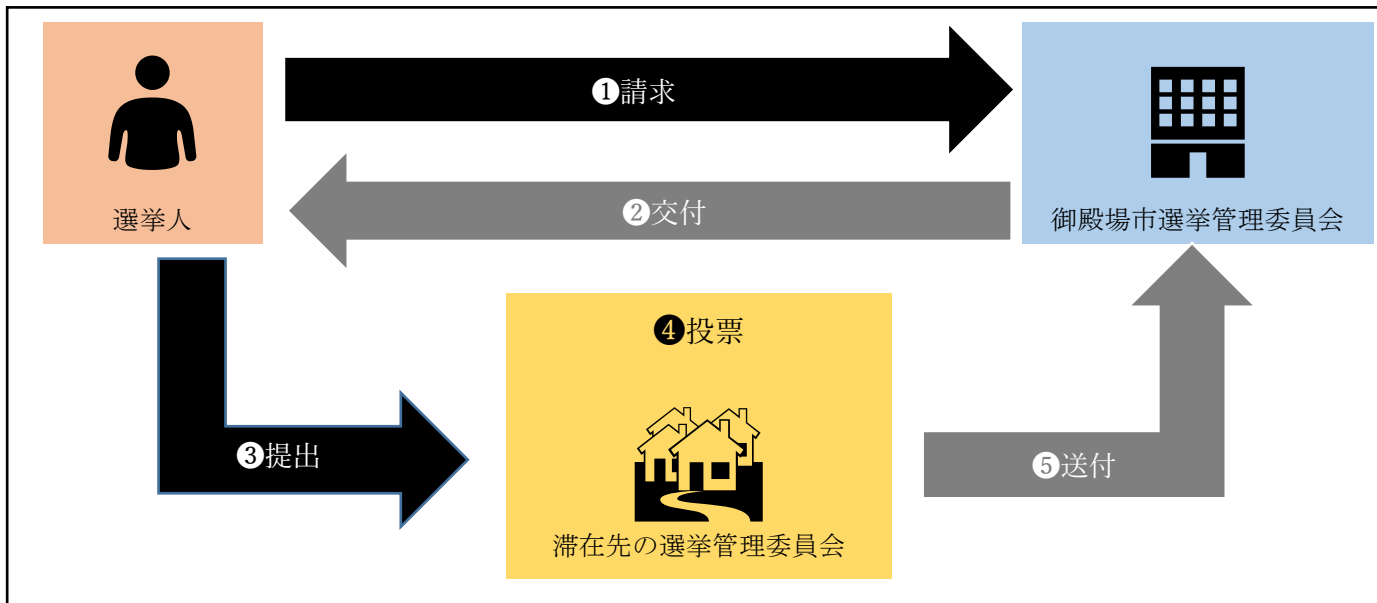 ❶請求
❷交付
選挙人
御殿場市選挙管理委員会
❹投票
❸提出
❺送付
滞在先の選挙管理委員会